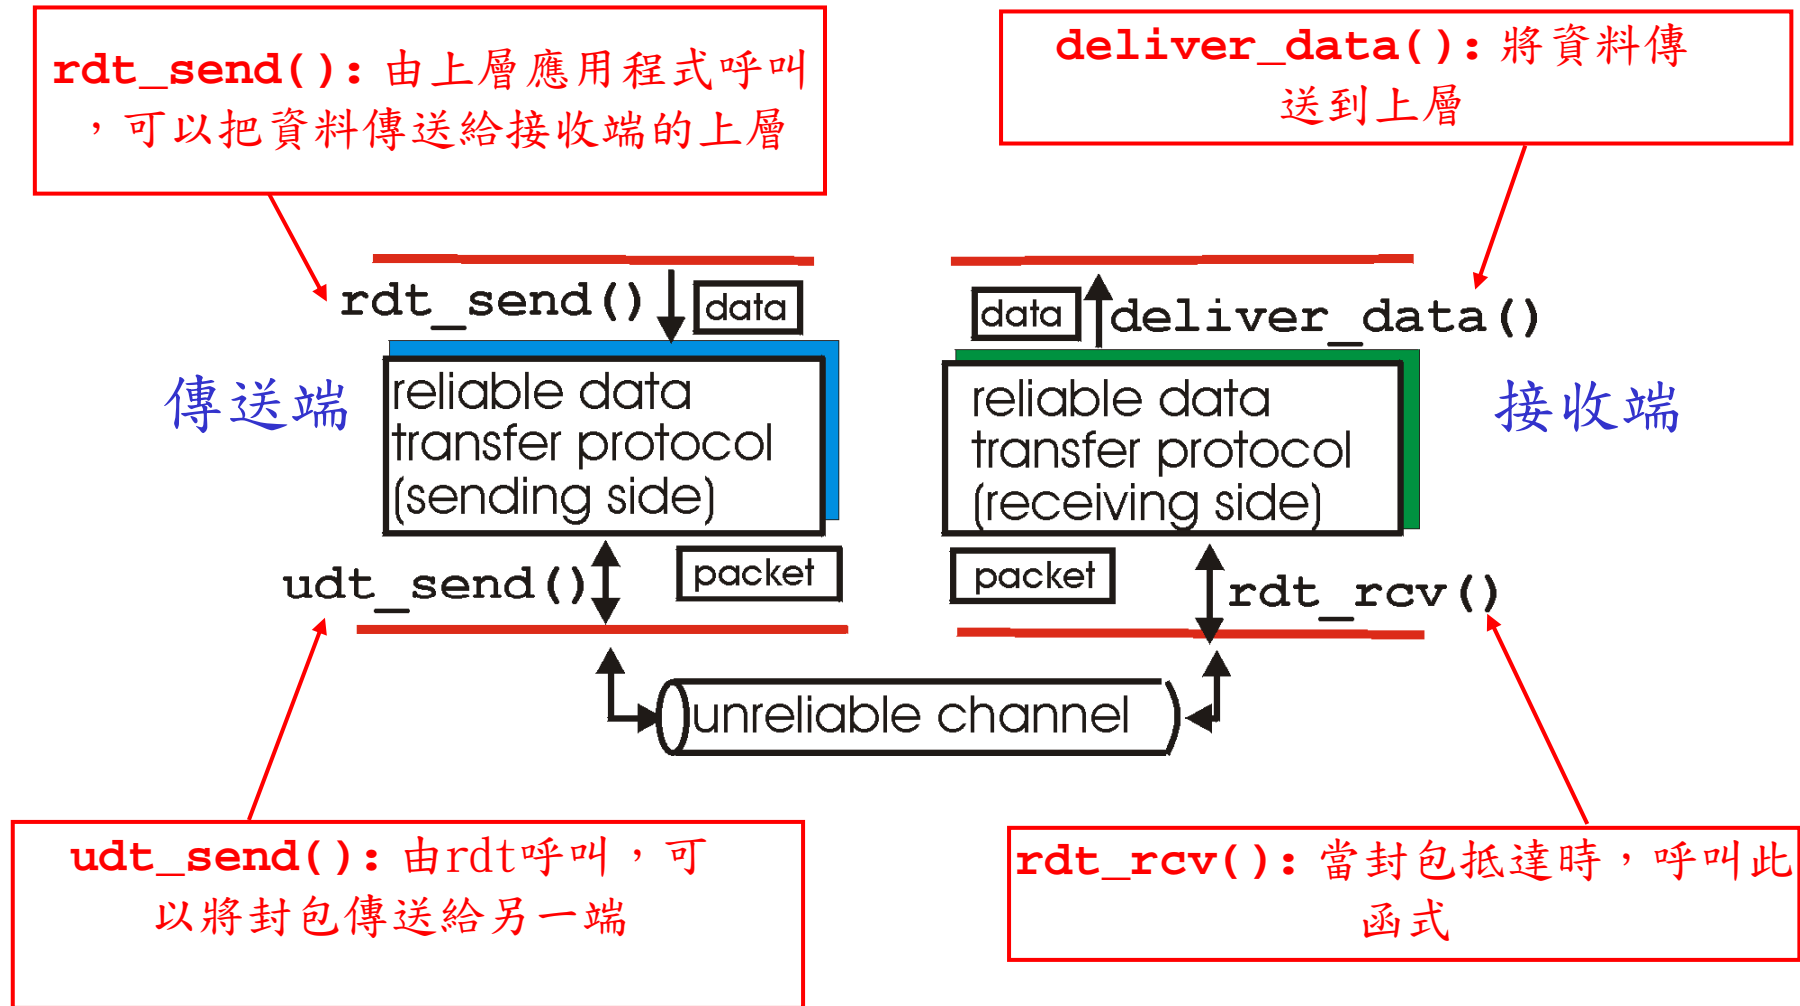 rdt_send(): 由上層應用程式呼叫
,可以把資料傳送給接收端的上層
deliver_data(): 將資料傳
送到上層
rdt_send()
data
data
deliver_data()
傳送端
reliable data
transfer protocol
(sending side)
reliable data
transfer protocol
(receiving side)
接收端
udt_send()
packet
packet
rdt_rcv()
unreliable channel
udt_send(): 由rdt呼叫,可
以將封包傳送給另一端
rdt_rcv(): 當封包抵達時,呼叫此
函式